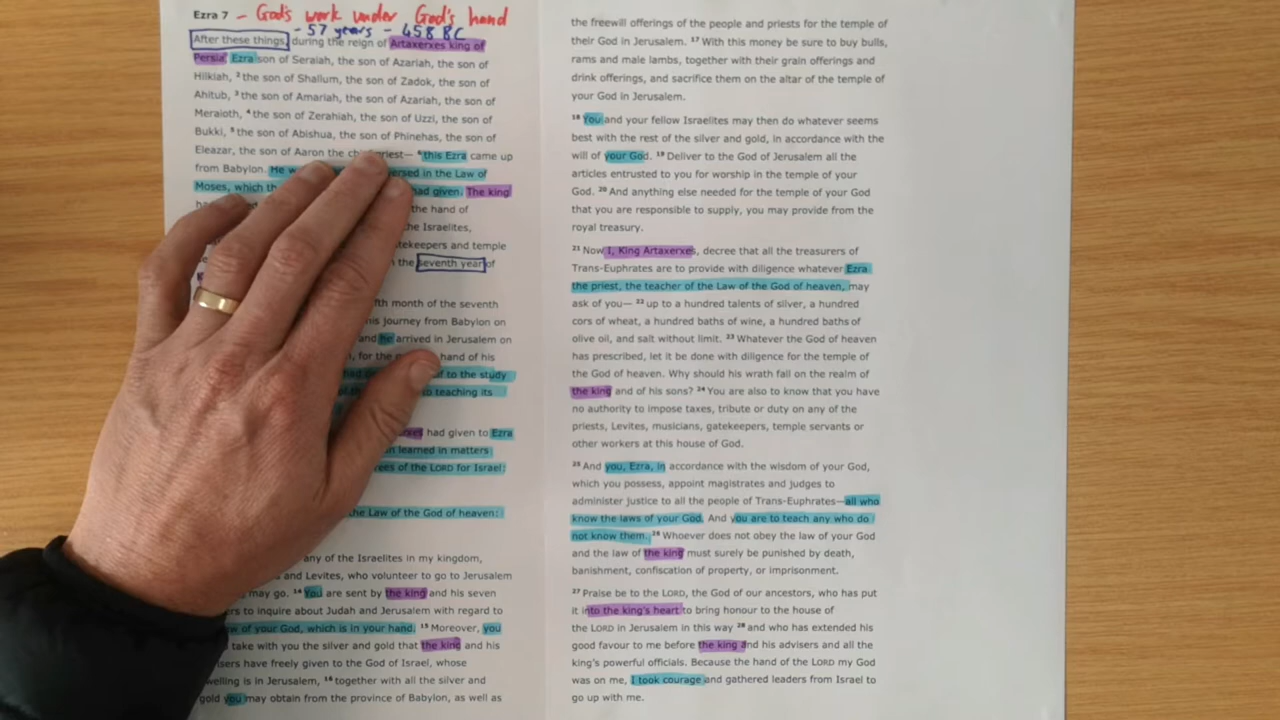 Ezra 7 - God's work under God's hand
- 57 years - 458 BC
After these things, during the reign of Artaxerxes king of
Persia, Ezra son of Seraiah, the son of Azariah, the son of
Hilkiah, 2 the son of Shallum, the son of Zadok, the son of
Ahitub, 3 the son of Amariah, the son of Azariah, the son of
Meraioth, 4 the son of Zerahiah, the son of Uzzi, the son of
Bukki, 5 the son of Abishua, the son of Phinehas, the son of
Eleazar, the son of Aaron the chief priest— 6 this Ezra came up
from Babylon. He w versed in the Law of
Moses, which th had given. The king
the hand of
the Israelites,
tekeepers and temple
the seventh year of
fth month of the seventh
his journey from Babylon on
and he arrived in Jerusalem on
, for the hand of his
f to the study
o teaching its
xes had given to Ezra
n learned in matters
ees of the LORD for Israel:
the Law of the God of heaven:
any of the Israelites in my kingdom,
and Levites, who volunteer to go to Jerusalem
may go. 14 You are sent by the king and his seven
ers to inquire about Judah and Jerusalem with regard to
w of your God, which is in your hand. 15 Moreover, you
take with you the silver and gold that the king and his
isers have freely given to the God of Israel, whose
welling is in Jerusalem, 16 together with all the silver and
gold you may obtain from the province of Babylon, as well as
the freewill offerings of the people and priests for the temple of
their God in Jerusalem. 17 With this money be sure to buy bulls,
rams and male lambs, together with their grain offerings and
drink offerings, and sacrifice them on the altar of the temple of
your God in Jerusalem.
18 You and your fellow Israelites may then do whatever seems
best with the rest of the silver and gold, in accordance with the
will of your God. 19 Deliver to the God of Jerusalem all the
articles entrusted to you for worship in the temple of your
God. 20 And anything else needed for the temple of your God
that you are responsible to supply, you may provide from the
royal treasury.
21 Now I, King Artaxerxes, decree that all the treasurers of
Trans-Euphrates are to provide with diligence whatever Ezra
the priest, the teacher of the Law of the God of heaven, may
ask of you— 22 up to a hundred talents of silver, a hundred
cors of wheat, a hundred baths of wine, a hundred baths of
olive oil, and salt without limit. 23 Whatever the God of heaven
has prescribed, let it be done with diligence for the temple of
the God of heaven. Why should his wrath fall on the realm of
the king and of his sons? 24 You are also to know that you have
no authority to impose taxes, tribute or duty on any of the
priests, Levites, musicians, gatekeepers, temple servants or
other workers at this house of God.
25 And you, Ezra, in accordance with the wisdom of your God,
which you possess, appoint magistrates and judges to
administer justice to all the people of Trans-Euphrates—all who
know the laws of your God. And you are to teach any who do
not know them. 26 Whoever does not obey the law of your God
and the law of the king must surely be punished by death,
banishment, confiscation of property, or imprisonment.
27 Praise be to the LORD, the God of our ancestors, who has put
it into the king's heart to bring honour to the house of
the LORD in Jerusalem in this way 28 and who has extended his
good favour to me before the king and his advisers and all the
king's powerful officials. Because the hand of the LORD my God
was on me, I took courage and gathered leaders from Israel to
go up with me.